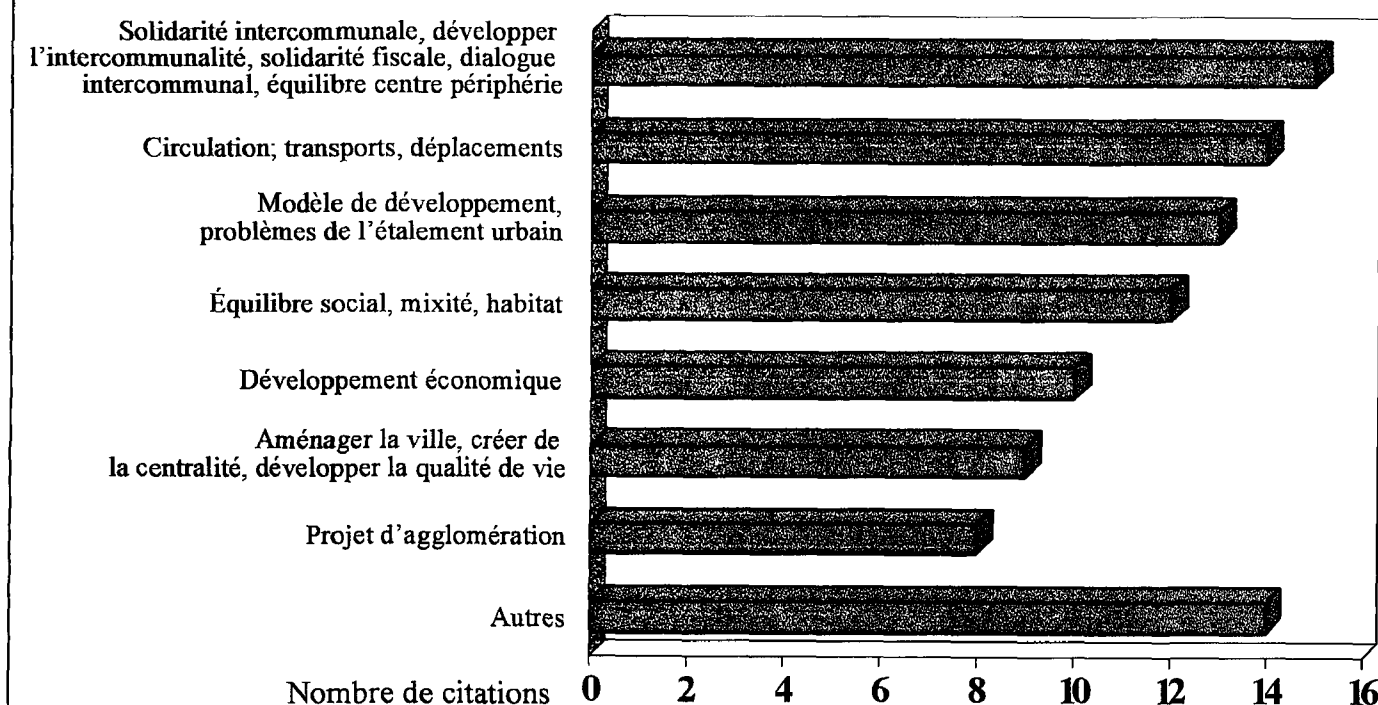 Solidarité intercommunale, développer
l'intercommunalité, solidarité fiscale, dialogue
intercommunal, équilibre centre périphérie
Circulation; transports, déplacements
Modèle de développement,
problèmes de l'étalement urbain
Équilibre social, mixité, habitat
Développement économique
Aménager la ville, créer de
la centralité, développer la qualité de vie
Projet d'agglomération
Autres
Nombre de citations 0 2 4 6 8 10 12 14 16